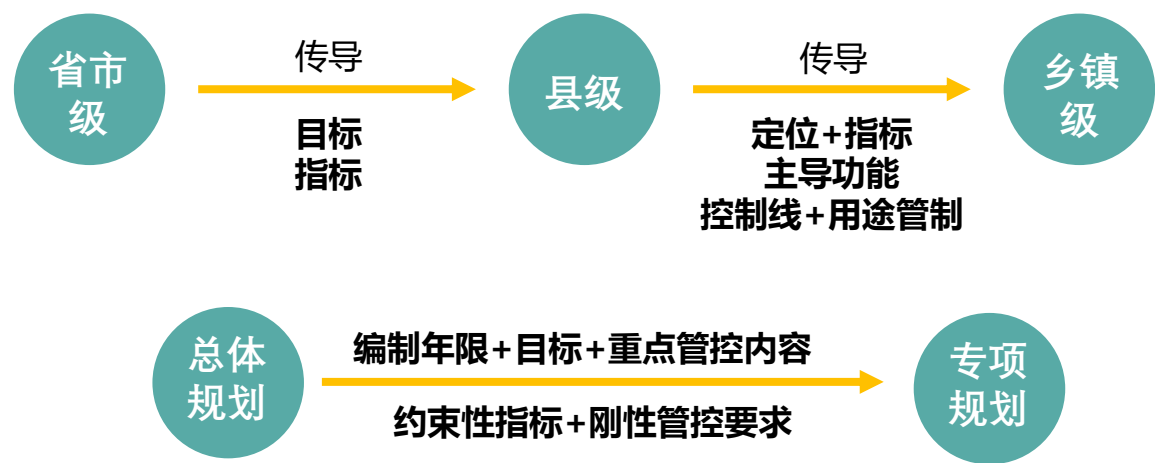 省市
级
传导
目标
指标
县级
传导
定位+指标
主导功能
控制线+用途管制
乡镇
级
总体
规划
编制年限+目标+重点管控内容
约束性指标+刚性管控要求
专项
规划